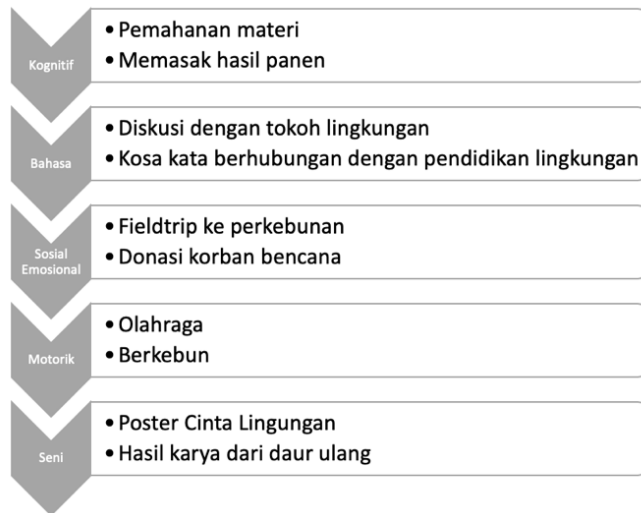 Kognitif
• Pemahanan materi
• Memasak hasil panen
Bahasa
• Diskusi dengan tokoh lingkungan
• Kosa kata berhubungan dengan pendidikan lingkungan
Sosial
Emosional
• Fieldtrip ke perkebunan
• Donasi korban bencana
Motorik
• Olahraga
• Berkebun
Seni
• Poster Cinta Lingungan
• Hasil karya dari daur ulang